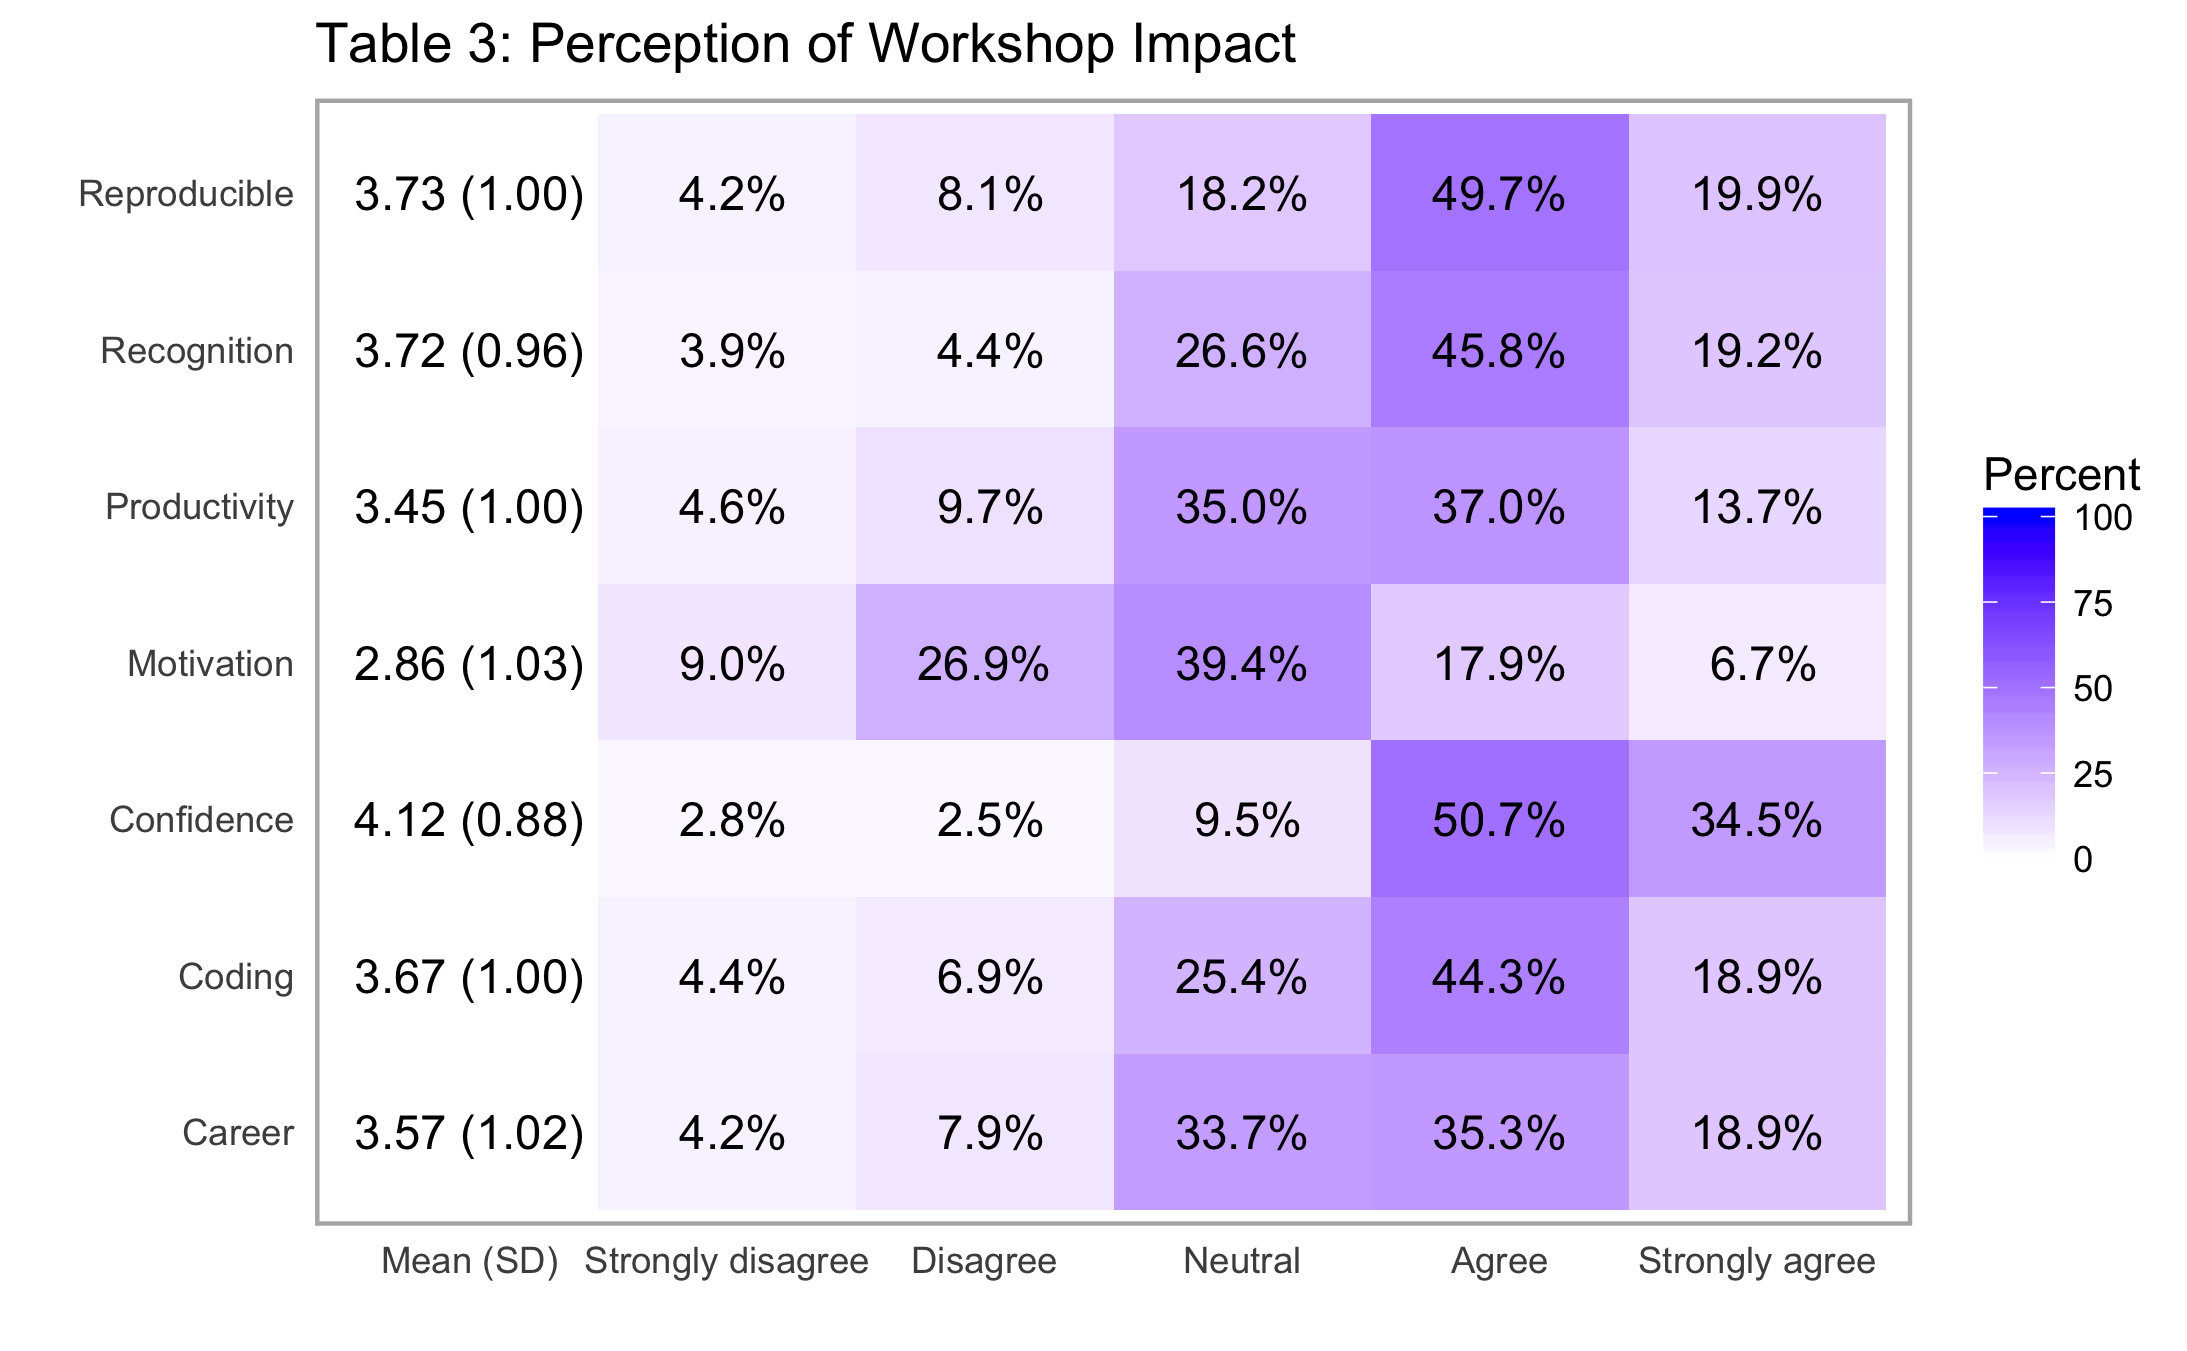 Table 3: Perception of Workshop Impact
Reproducible 3.73 (1.00) 4.2% 8.1% 18.2% 49.7% 19.9%
Recognition 3.72 (0.96) 3.9% 4.4% 26.6% 45.8% 19.2%
Productivity 3.45 (1.00) 4.6% 9.7% 35.0% 37.0% 13.7%
Motivation 2.86 (1.03) 9.0% 26.9% 39.4% 17.9% 6.7%
Confidence 4.12 (0.88) 2.8% 2.5% 9.5% 50.7% 34.5%
Coding 3.67 (1.00) 4.4% 6.9% 25.4% 44.3% 18.9%
Career 3.57 (1.02) 4.2% 7.9% 33.7% 35.3% 18.9%
Mean (SD) Strongly disagree Disagree Neutral Agree Strongly agree
Percent
100
75
50
25
0